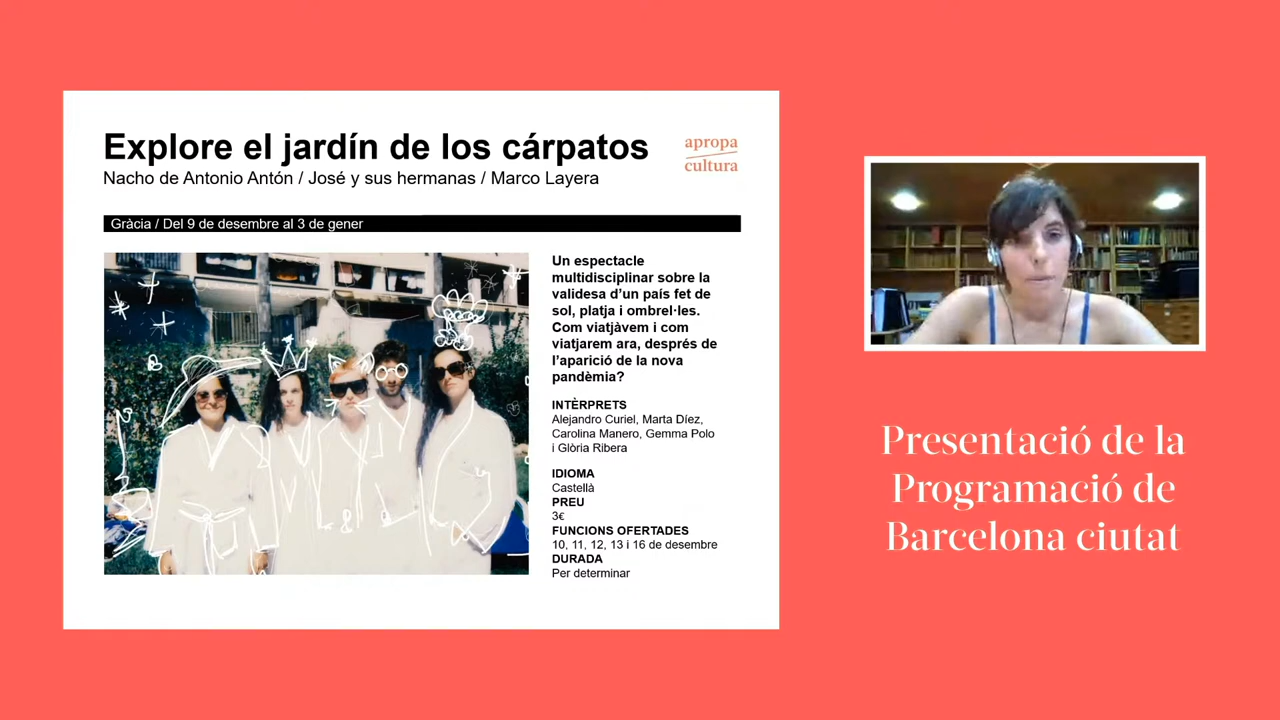 Explore el jardín de los cárpatos
Nacho de Antonio Antón / José y sus hermanas / Marco Layera
apropa
cultura
Gràcia / Del 9 de desembre al 3 de gener
Un espectacle
multidisciplinar sobre la
validesa d’un país fet de
sol, platja i ombrel·les.
Com viatjàvem i com
viatjarem ara, després de
l’aparició de la nova
pandèmia?
INTÈRPRETS
Alejandro Curiel, Marta Díez,
Carolina Manero, Gemma Polo
i Glòria Ribera
IDIOMA
Castellà
PREU
3€
FUNCIONS OFERTADES
10, 11, 12, 13 i 16 de desembre
DURADA
Per determinar
Presentació de la
Programació de
Barcelona ciutat